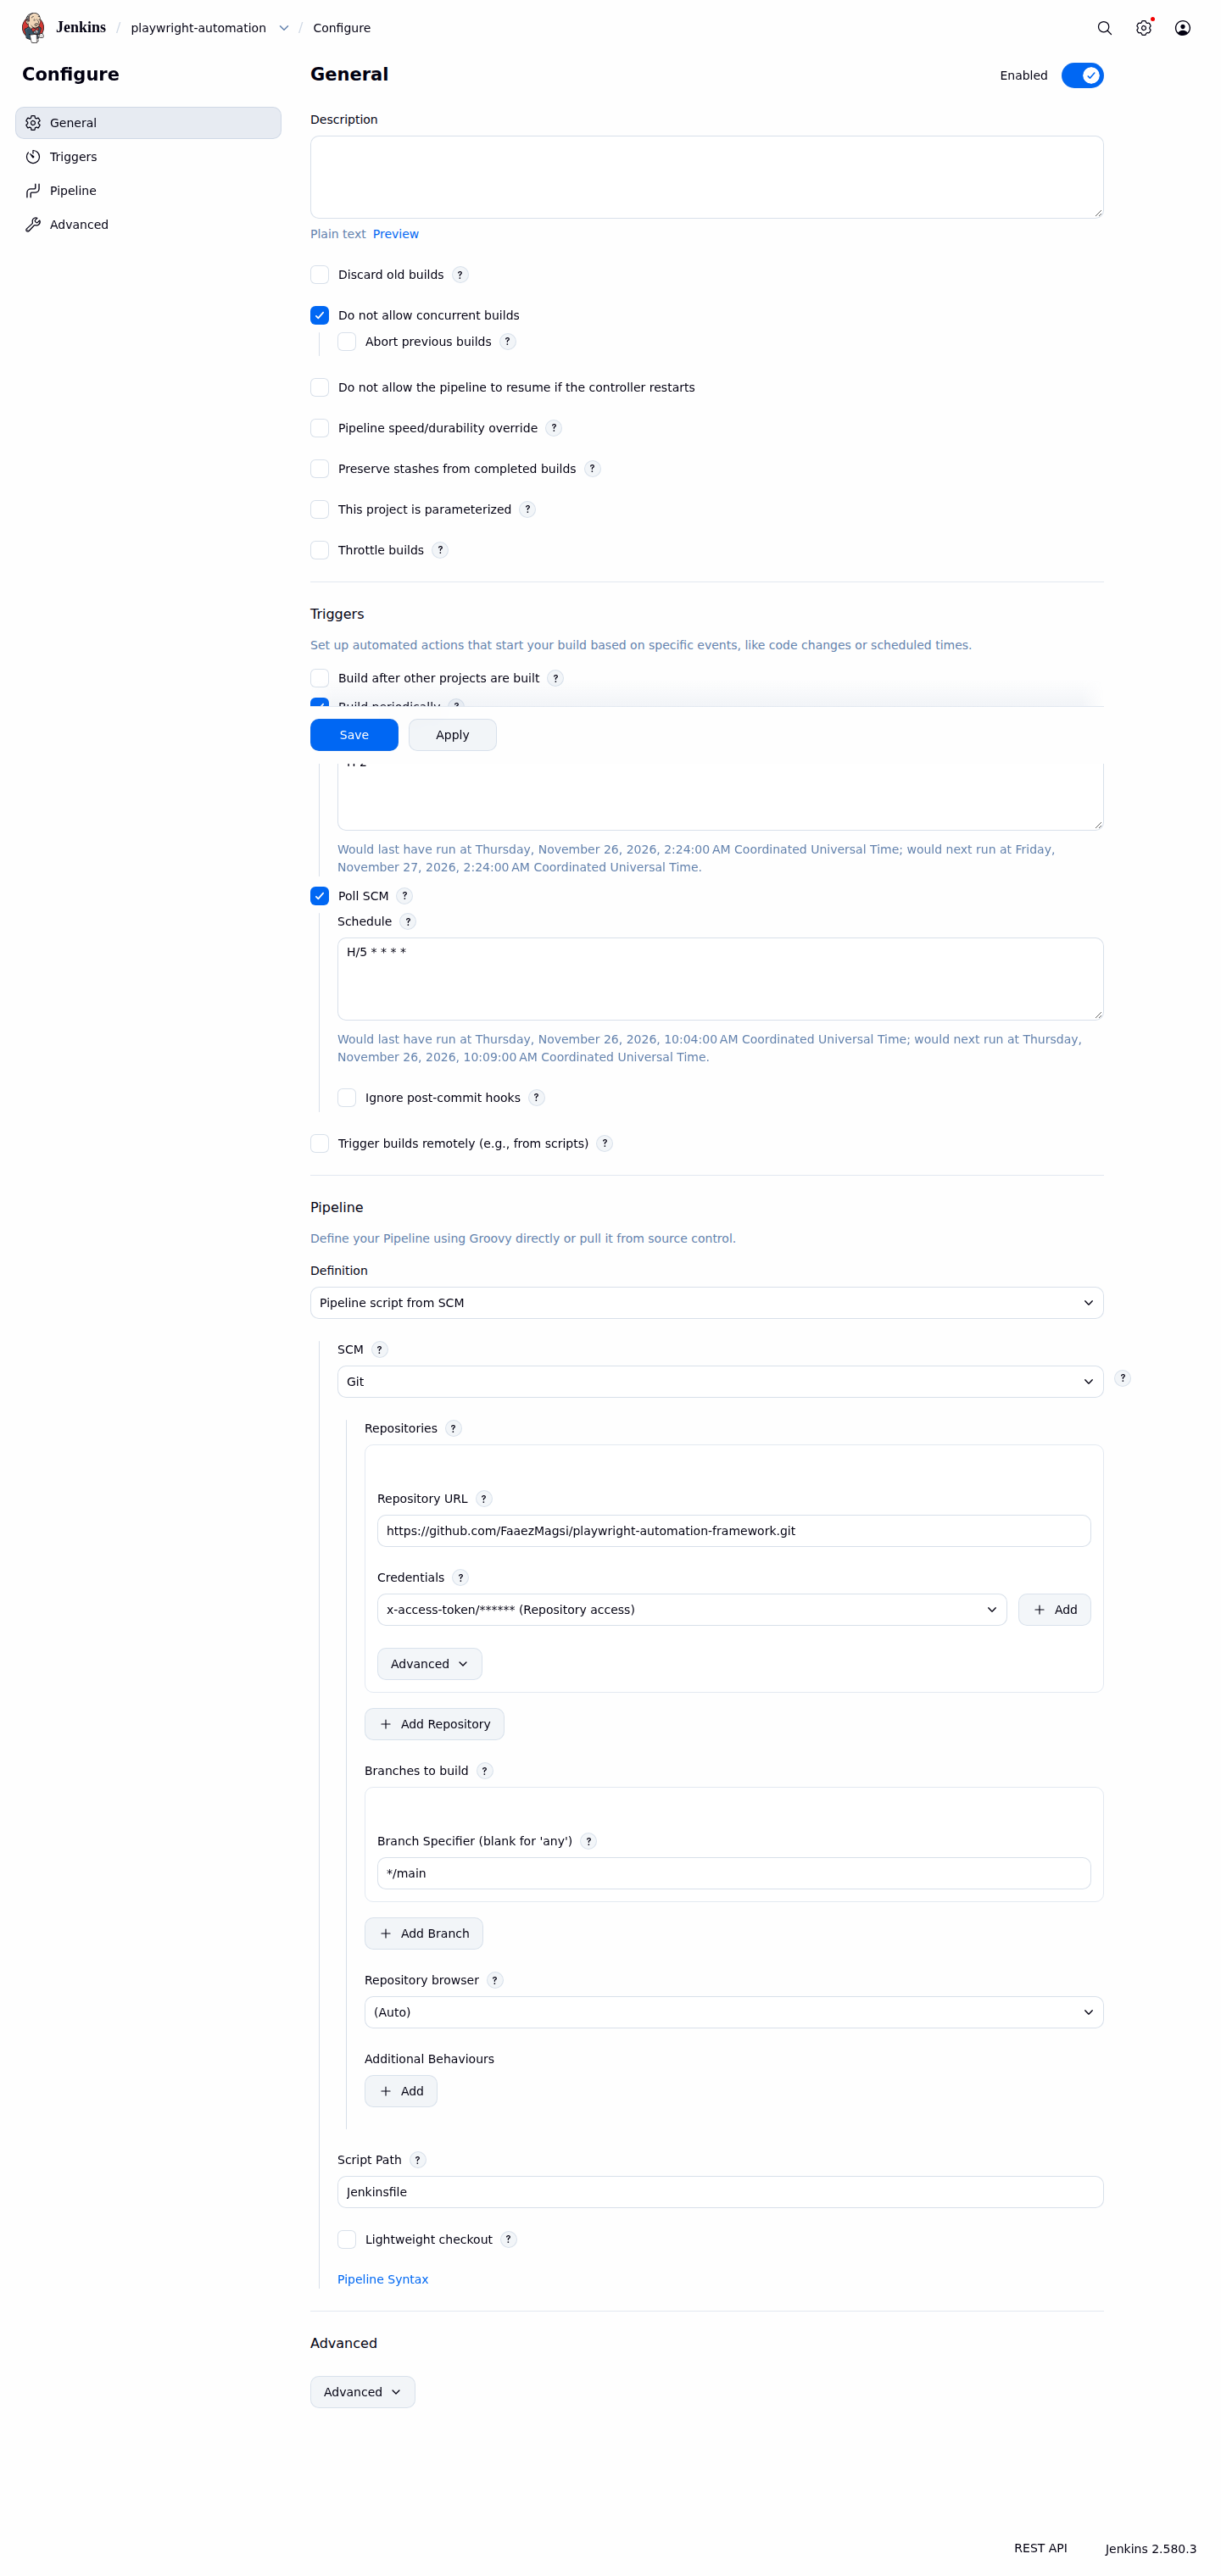 Jenkins / playwright-automation / Configure
Configure
General
Triggers
Pipeline
Advanced
General
Enabled
Description
Plain text Preview
Discard old builds ?
Do not allow concurrent builds
Abort previous builds ?
Do not allow the pipeline to resume if the controller restarts
Pipeline speed/durability override ?
Preserve stashes from completed builds ?
This project is parameterized ?
Throttle builds ?
Triggers
Set up automated actions that start your build based on specific events, like code changes or scheduled times.
Build after other projects are built ?
Build periodically ?
Save
Apply
Would last have run at Thursday, November 26, 2026, 2:24:00 AM Coordinated Universal Time; would next run at Friday,
November 27, 2026, 2:24:00 AM Coordinated Universal Time.
Poll SCM ?
Schedule ?
H/5 * * * *
Would last have run at Thursday, November 26, 2026, 10:04:00 AM Coordinated Universal Time; would next run at Thursday,
November 26, 2026, 10:09:00 AM Coordinated Universal Time.
Ignore post-commit hooks ?
Trigger builds remotely (e.g., from scripts) ?
Pipeline
Define your Pipeline using Groovy directly or pull it from source control.
Definition
Pipeline script from SCM
SCM ?
Git
?
Repositories ?
Repository URL ?
https://github.com/FaaezMagsi/playwright-automation-framework.git
Credentials ?
x-access-token/****** (Repository access)
Add
Advanced
Add Repository
Branches to build ?
Branch Specifier (blank for 'any') ?
*/main
Add Branch
Repository browser ?
(Auto)
Additional Behaviours
Add
Script Path ?
Jenkinsfile
Lightweight checkout ?
Pipeline Syntax
Advanced
Advanced
REST API
Jenkins 2.580.3